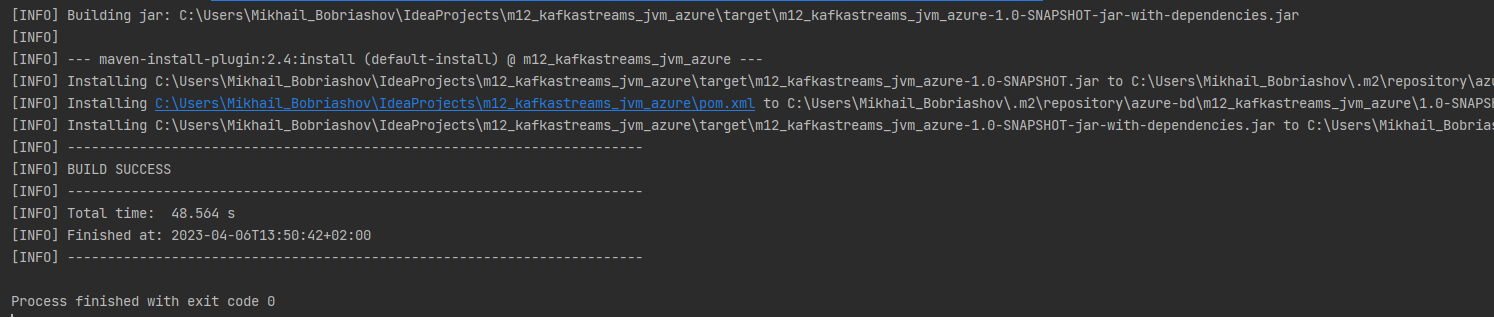 [INFO] Building jar: C:\Users\Mikhail_Bobriashov\IdeaProjects\m12_kafkastreams_jvm_azure\target\m12_kafkastreams_jvm_azure-1.0-SNAPSHOT-jar-with-dependencies.jar
[INFO]
[INFO] --- maven-install-plugin:2.4:install (default-install) @ m12_kafkastreams_jvm_azure ---
[INFO] Installing C:\Users\Mikhail_Bobriashov\IdeaProjects\m12_kafkastreams_jvm_azure\target\m12_kafkastreams_jvm_azure-1.0-SNAPSHOT.jar to C:\Users\Mikhail_Bobriashov\.m2\repository\azu
[INFO] Installing C:\Users\Mikhail_Bobriashov\IdeaProjects\m12_kafkastreams_jvm_azure\pom.xml to C:\Users\Mikhail_Bobriashov\.m2\repository\azure-bd\m12_kafkastreams_jvm_azure\1.0-SNAPS
[INFO] Installing C:\Users\Mikhail_Bobriashov\IdeaProjects\m12_kafkastreams_jvm_azure\target\m12_kafkastreams_jvm_azure-1.0-SNAPSHOT-jar-with-dependencies.jar to C:\Users\Mikhail_Bobrias
[INFO] ------------------------------------------------------------------------
[INFO] BUILD SUCCESS
[INFO] ------------------------------------------------------------------------
[INFO] Total time:  48.564 s
[INFO] Finished at: 2023-04-06T13:50:42+02:00
[INFO] ------------------------------------------------------------------------
Process finished with exit code 0